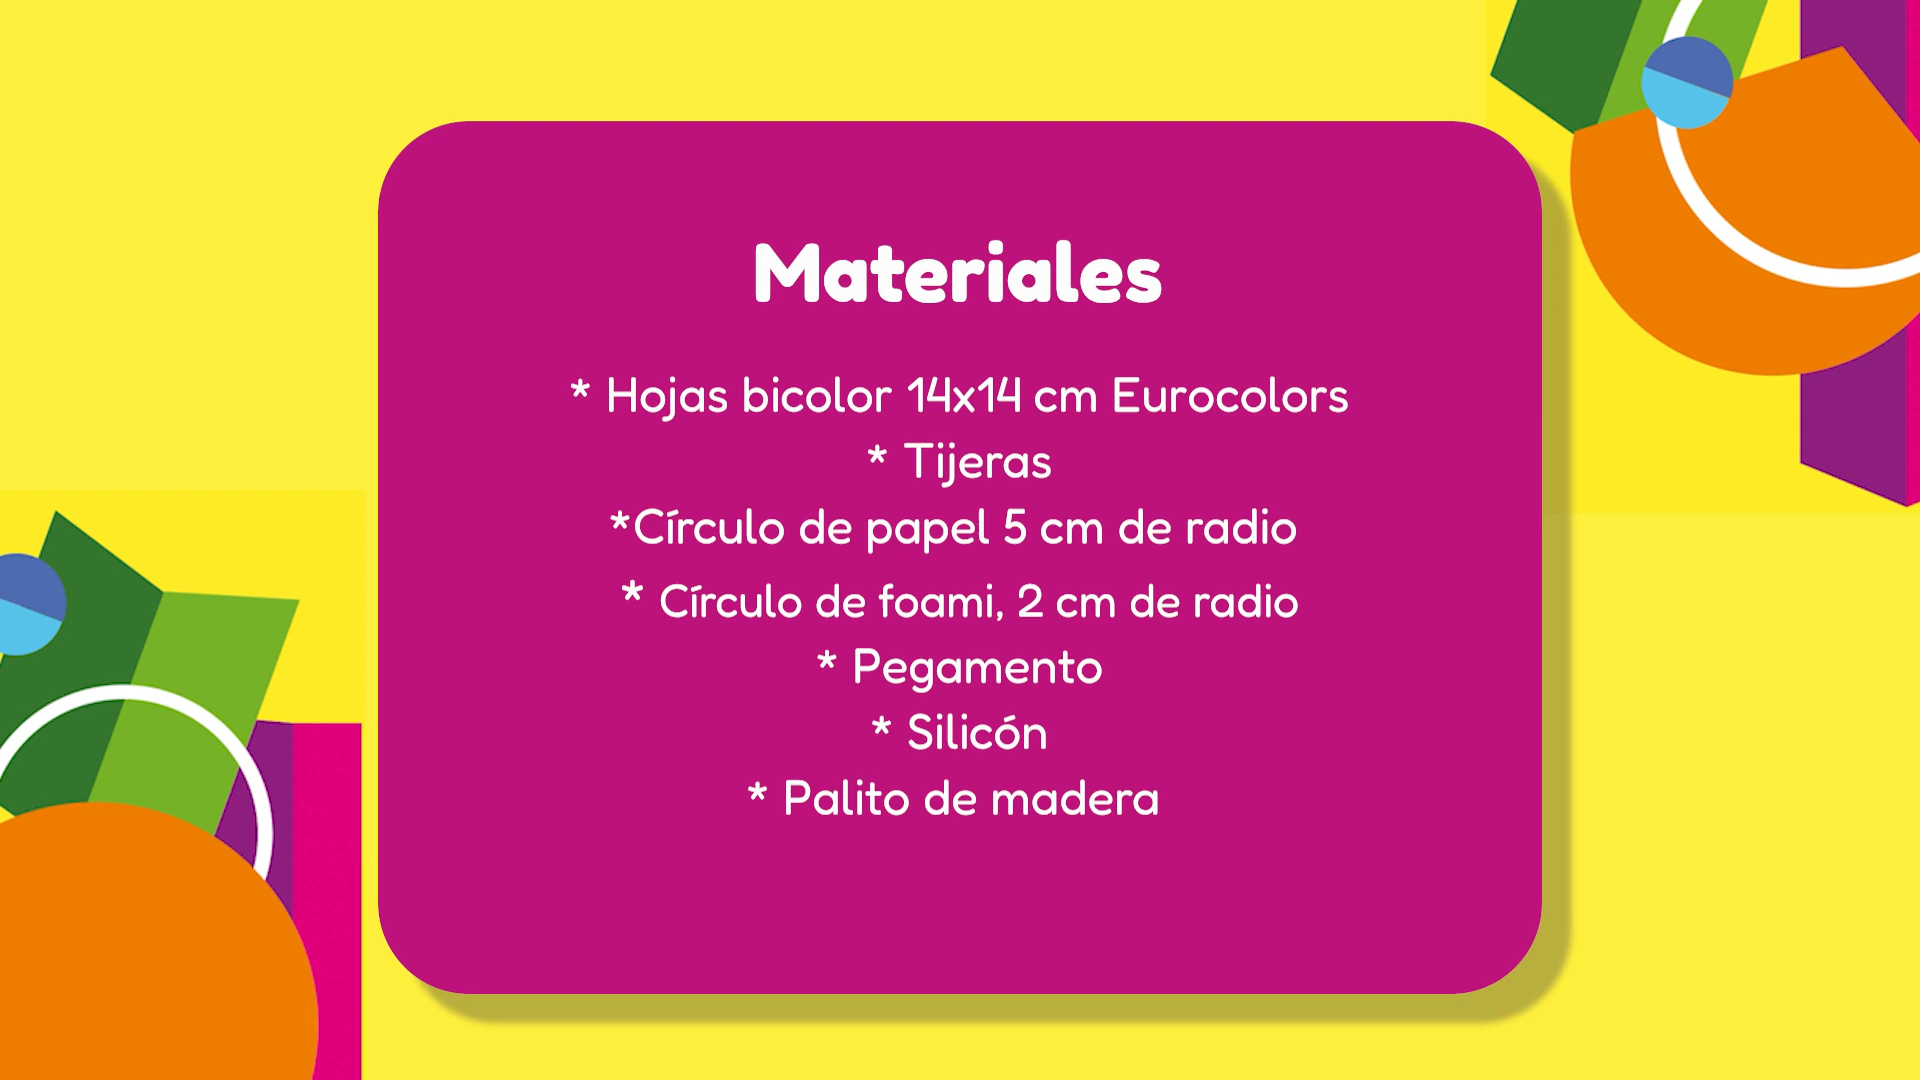 Materiales
* Hojas bicolor 14x14 cm Eurocolors
* Tijeras
*Círculo de papel 5 cm de radio
* Círculo de foami, 2 cm de radio
* Pegamento
* Silicón
* Palito de madera